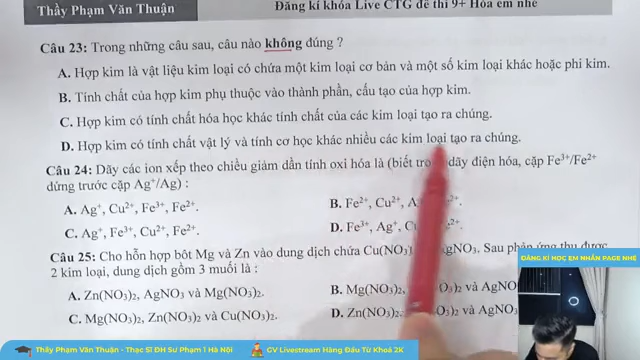 Thầy Phạm Văn Thuận
Đăng kí khóa Live CTG để thi 9+ Hóa em nhé
Câu 23: Trong những câu sau, câu nào không đúng ?
A. Hợp kim là vật liệu kim loại có chứa một kim loại cơ bản và một số kim loại khác hoặc phi kim.
B. Tính chất của hợp kim phụ thuộc vào thành phần, cấu tạo của hợp kim.
C. Hợp kim có tính chất hóa học khác tính chất của các kim loại tạo ra chúng.
D. Hợp kim có tính chất vật lý và tính cơ học khác nhiều các kim loại tạo ra chúng.
Câu 24: Dãy các ion xếp theo chiều giảm dần tính oxi hóa là (biết dãy điện hóa, cặp Fe³⁺/Fe²⁺
đứng trước cặp Ag⁺/Ag) :
A. Ag⁺, Cu²⁺, Fe³⁺, Fe²⁺. B. Fe²⁺, Cu²⁺,
C. Ag⁺, Fe³⁺, Cu²⁺, Fe²⁺. D. Fe³⁺, Ag⁺,
Câu 25: Cho hỗn hợp bột Mg và Zn vào dung dịch chứa Sau phản ứng thu được
2 kim loại, dung dịch gồm 3 muối là :
A. Zn(NO₃)₂, AgNO₃ và Mg(NO₃)₂. B. Mg(NO₃)₂, và
C. Mg(NO₃)₂, Zn(NO₃)₂ và Cu(NO₃)₂. D. và
ĐĂNG KÍ HỌC EM NHẮN PAGE NHÉ
Thầy Phạm Văn Thuận - Thạc Sĩ ĐH Sư Phạm 1 Hà Nội
GV Livestream Hàng Đầu Từ Khoá 2K